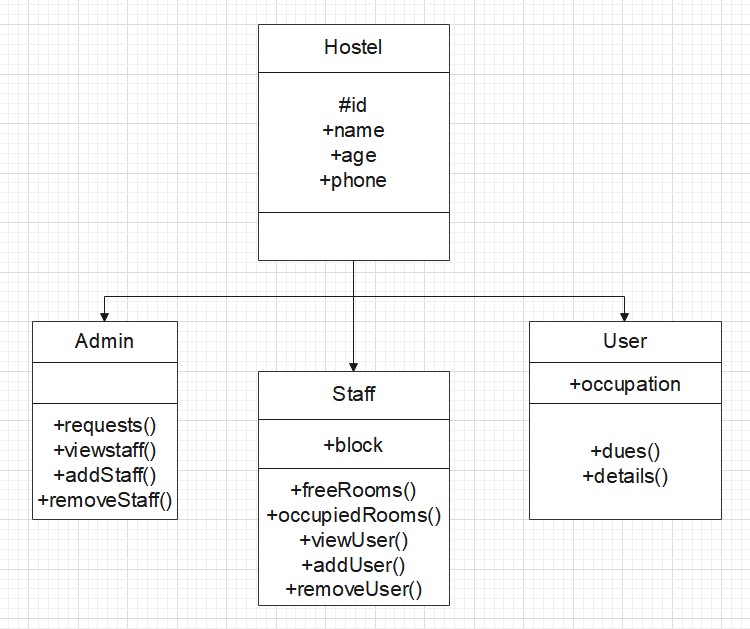 Hostel
#id
+name
+age
+phone
Admin
+requests()
+viewstaff()
+addStaff()
+removeStaff()
Staff
+block
+freeRooms()
+occupiedRooms()
+viewUser()
+addUser()
+removeUser()
User
+occupation
+dues()
+details()